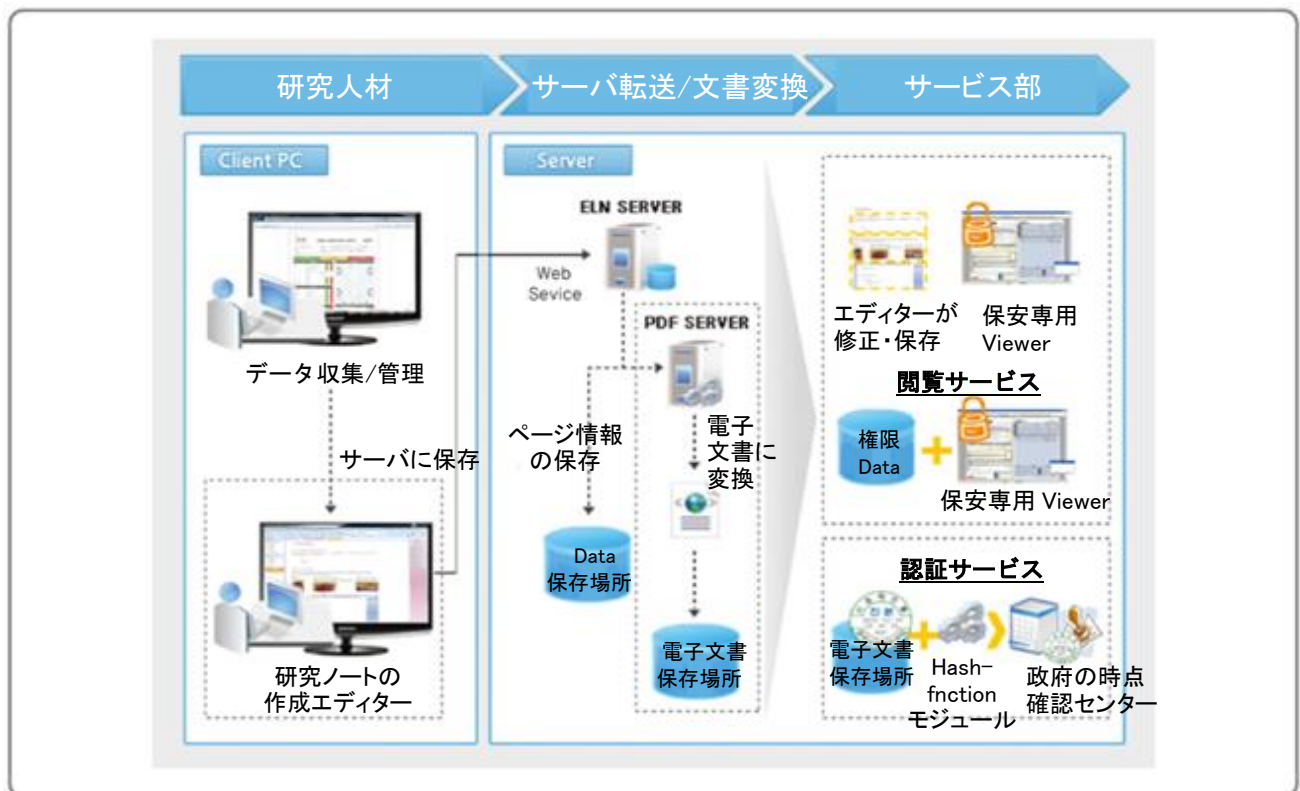 研究人材
サーバ転送/文書変換
サービス部
Client PC
データ収集/管理
サーバに保存
研究ノートの
作成エディター
Server
ELN SERVER
Web
Sevice
PDF SERVER
ページ情報
の保存
電子
文書に
変換
Data
保存場所
電子文書
保存場所
エディターが
修正・保存
保安専用
Viewer
閲覧サービス
権限
Data
保安専用 Viewer
認証サービス
電子文書
保存場所
Hash-
fnction
モジュール
政府の時点
確認センター